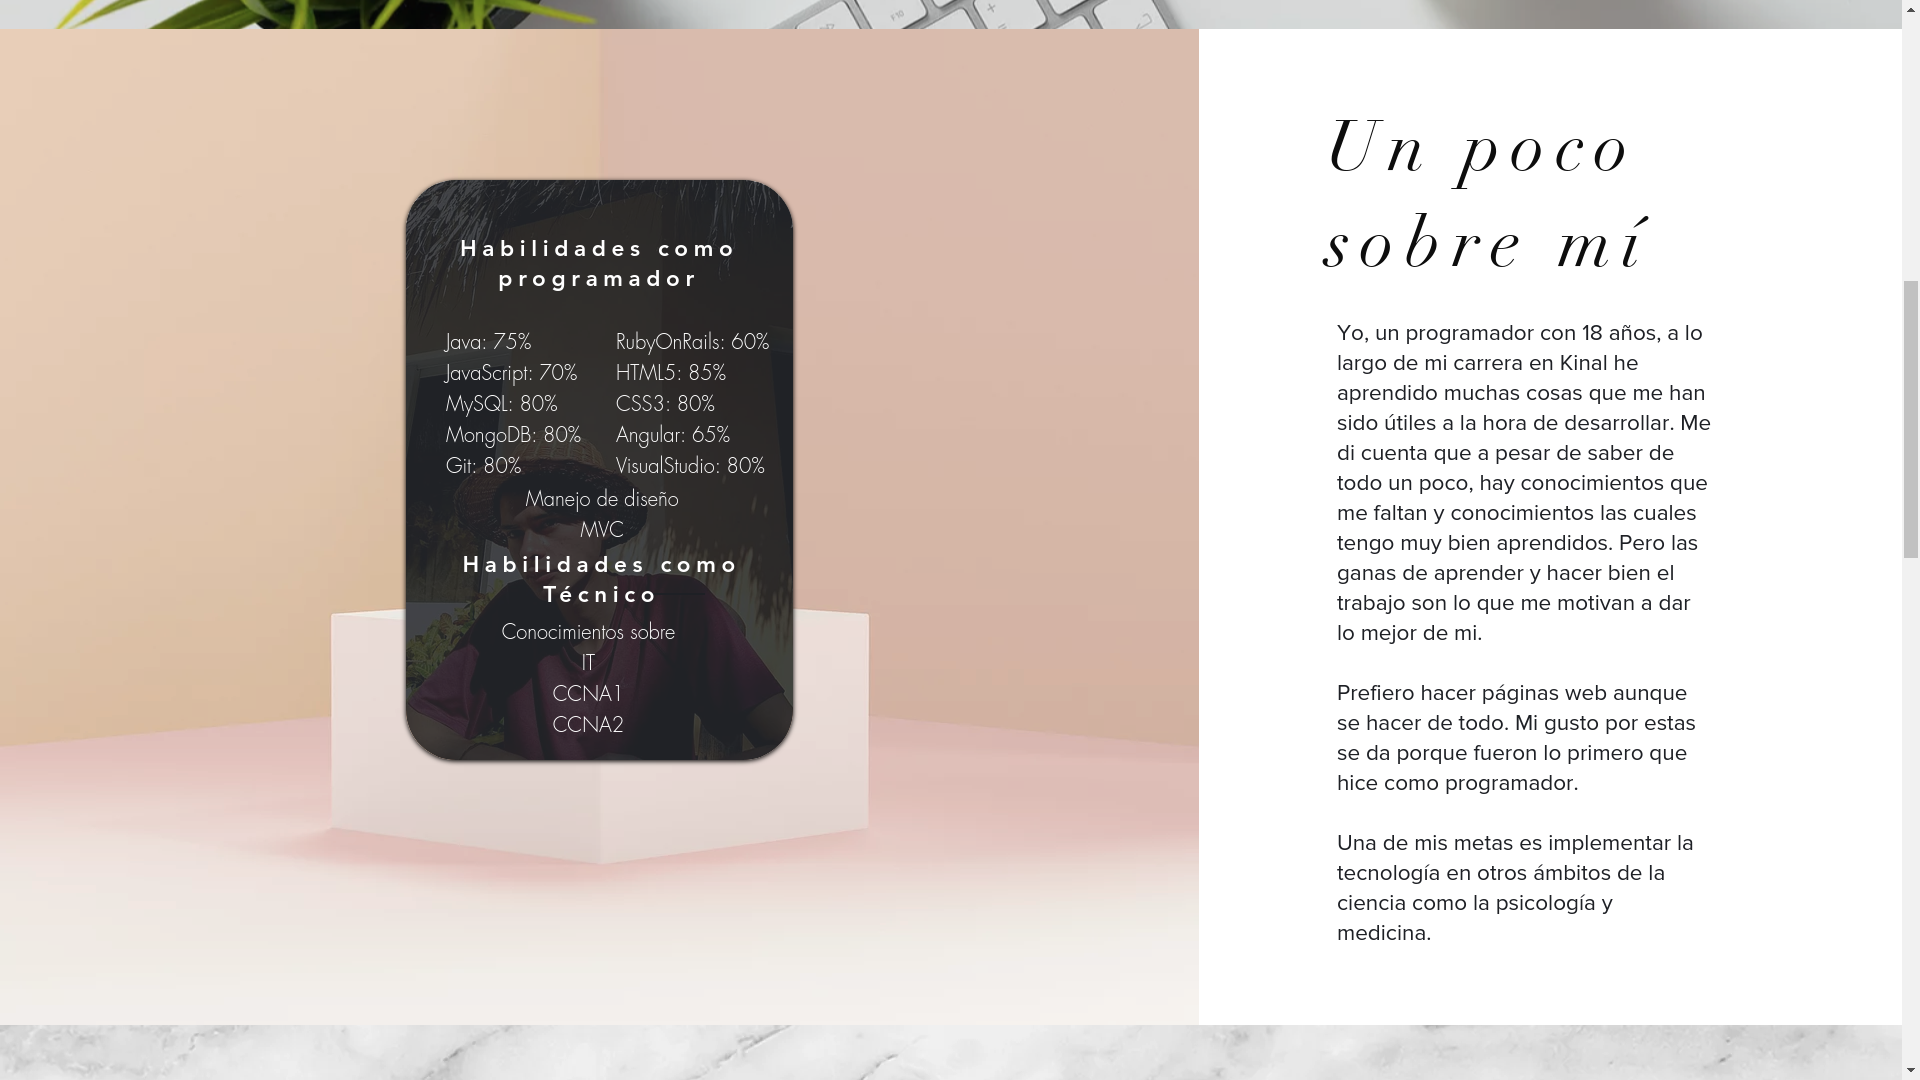 Habilidades como
programador
Java: 75%
JavaScript: 70%
MySQL: 80%
MongoDB: 80%
Git: 80%
RubyOnRails: 60%
HTML5: 85%
CSS3: 80%
Angular: 65%
VisualStudio: 80%
Manejo de diseño
MVC
Habilidades como
Técnico
Conocimientos sobre
IT
CCNA1
CCNA2
Un poco
sobre mí
Yo, un programador con 18 años, a lo
largo de mi carrera en Kinal he
aprendido muchas cosas que me han
sido útiles a la hora de desarrollar. Me
di cuenta que a pesar de saber de
todo un poco, hay conocimientos que
me faltan y conocimientos las cuales
tengo muy bien aprendidos. Pero las
ganas de aprender y hacer bien el
trabajo son lo que me motivan a dar
lo mejor de mi.
Prefiero hacer páginas web aunque
se hacer de todo. Mi gusto por estas
se da porque fueron lo primero que
hice como programador.
Una de mis metas es implementar la
tecnología en otros ámbitos de la
ciencia como la psicología y
medicina.